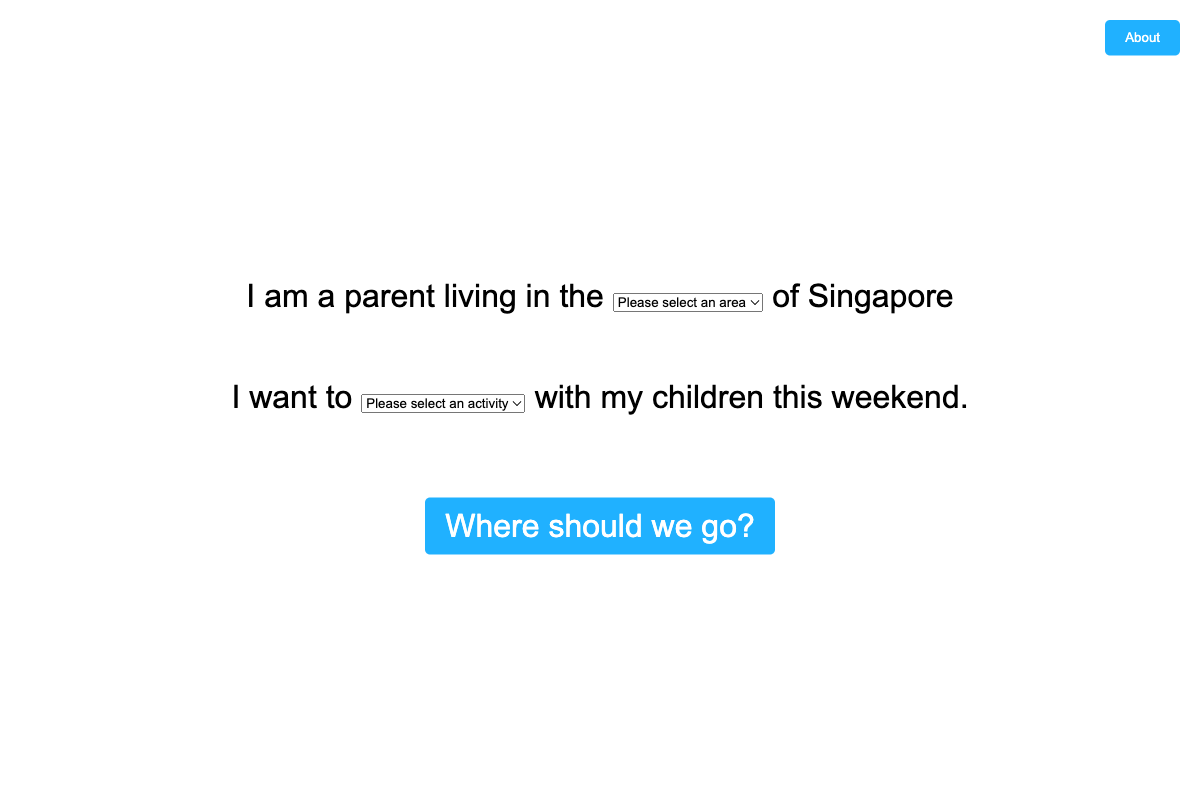 About
I am a parent living in the Please select an area of Singapore
I want to Please select an activity with my children this weekend.
Where should we go?